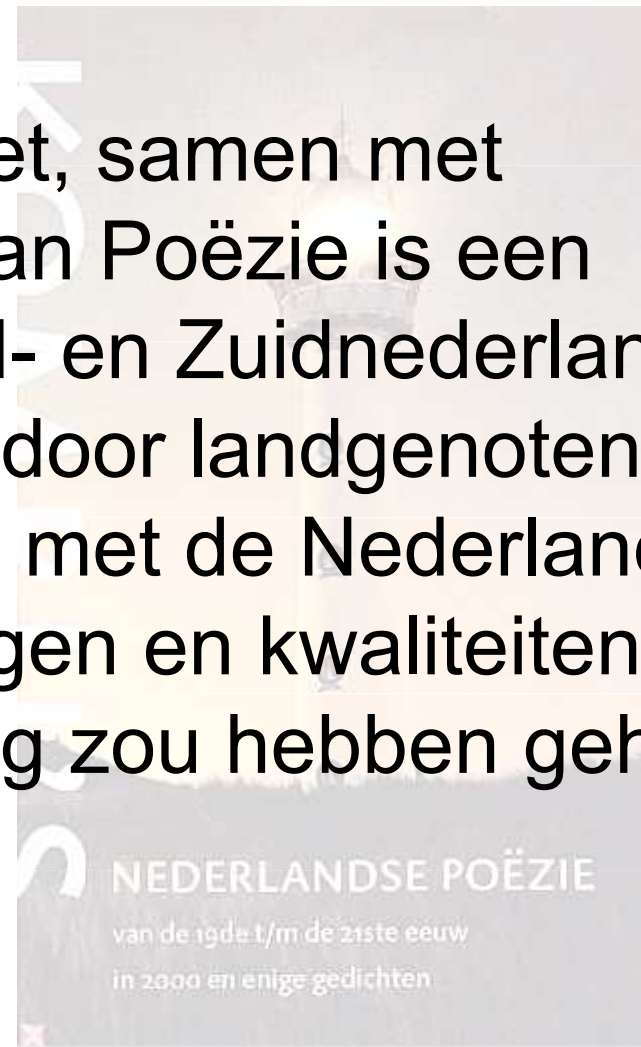 et, samen met
an Poëzie is een
l- en Zuidnederlan
door landgenoten
met de Nederland
gen en kwaliteiten
g zou hebben geh
NEDERLANDSE POËZIE
van de 19de t/m de 21ste eeuw
in 2000 en enige gedichten